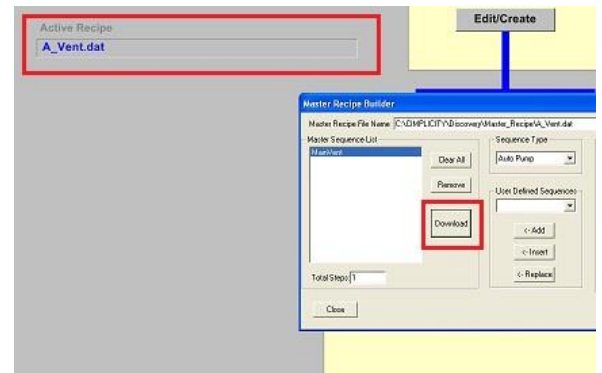 Active Recipe
A_Vent.dat
Edit/Create
Master Recipe Builder
Master Recipe File Name C:\CIMPLICITY\Discovery\Master_Recipe\A_Vent.dat
Master Sequence List
MainVent
Clear All
Remove
Download
Total Steps: 1
Close
Sequence Type
Auto Pump
User Defined Sequences
<- Add
<- Insert
<- Replace